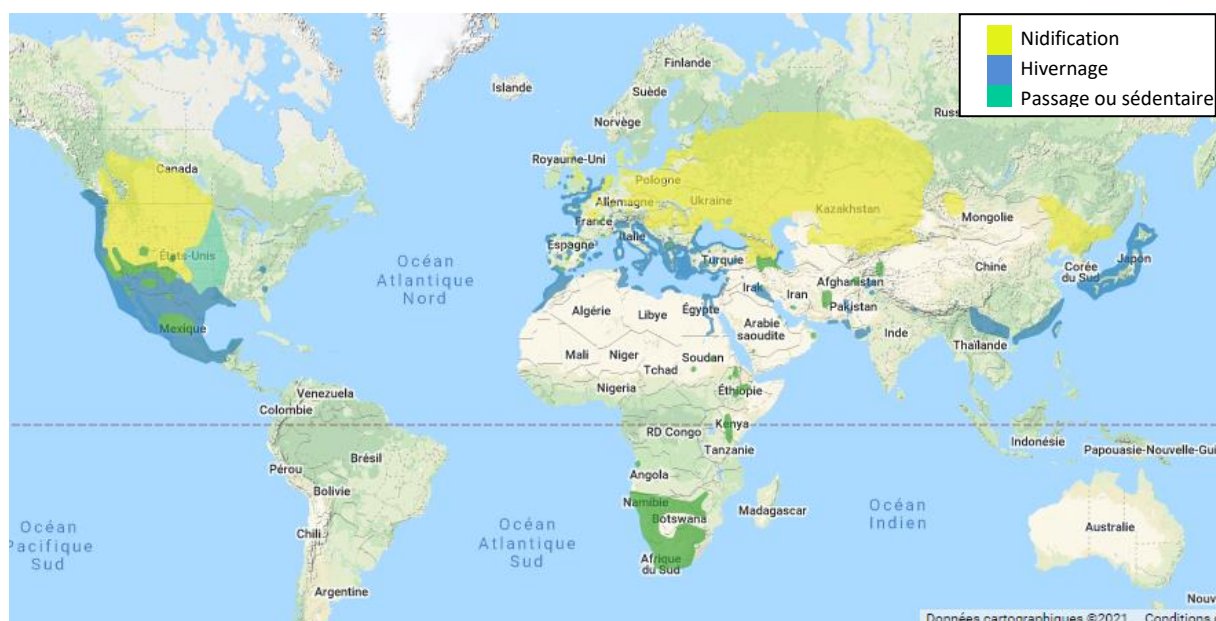 Nidification
Hivernage
Passage ou sédentaire
Islande
Finlande
Suède
Norvège
Russ
Canada
Royaume-Uni
Pologne
Allemagne
Ukraine
Kazakhstan
Mongolie
France
Italie
Espagne
Turquie
États-Unis
Océan
Atlantique
Nord
Chine
Corée
du Sud
Japon
Afghanistan
Irak
Iran
Pakistan
Algérie
Libye
Égypte
Arabie
saoudite
Inde
Mexique
Thaïlande
Mali
Niger
Tchad
Soudan
Nigeria
Éthiopie
Venezuela
Colombie
Kenya
RD Congo
Tanzanie
Indonésie
Papouasie-Nouvelle-Gui
Pérou
Brésil
Bolivie
Angola
Namibie
Botswana
Madagascar
Océan
Indien
Australie
Océan
Pacifique
Sud
Chili
Océan
Atlantique
Sud
Afrique
du Sud
Argentine
Nouv
Données cartographiques ©2021 Conditions d